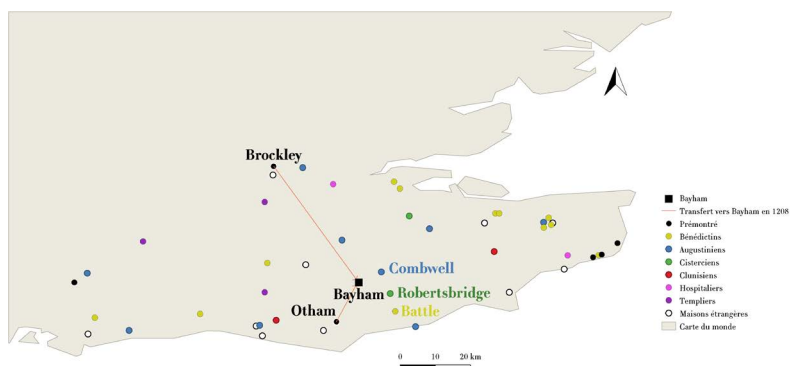 Brockley
Combwell
Bayham
Robertsbridge
Otham
Battle
0 10 20 km
Bayham
Transfert vers Bayham en 1208
Prémontré
Bénédictins
Augustiniens
Cisterciens
Clunisiens
Hospitaliers
Templiers
Maisons étrangères
Carte du monde